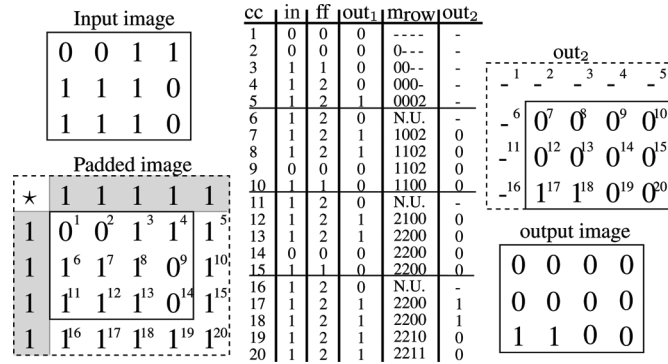 Input image
0 0 1 1
1 1 1 0
1 1 1 0
Padded image
⋆ 1 1 1 1 1
1 0¹ 0² 1³ 1⁴ 1⁵
1 1⁶ 1⁷ 1⁸ 0⁹ 1¹⁰
1 1¹¹ 1¹² 1¹³ 0¹⁴ 1¹⁵
1 1¹⁶ 1¹⁷ 1¹⁸ 1¹⁹ 1²⁰
cc in ff out₁ mrow out₂
1 0 0 0 ---- -
2 0 0 0 0--- -
3 1 1 0 00-- -
4 1 2 0 000- -
5 1 2 1 0002 -
6 1 2 0 N.U. -
7 1 2 1 1002 0
8 1 2 1 1102 0
9 0 0 0 1102 0
10 1 1 0 1100 0
11 1 2 0 N.U. -
12 1 2 1 2100 0
13 1 2 1 2200 0
14 0 0 0 2200 0
15 1 1 0 2200 0
16 1 2 0 N.U. -
17 1 2 1 2200 1
18 1 2 1 2200 1
19 1 2 0 2210 0
20 1 2 0 2211 0
out₂
-¹ -² -³ -⁴ -⁵
-⁶ 0⁷ 0⁸ 0⁹ 0¹⁰
-¹¹ 0¹² 0¹³ 0¹⁴ 0¹⁵
-¹⁶ 1¹⁷ 1¹⁸ 0¹⁹ 0²⁰
output image
0 0 0 0
0 0 0 0
1 1 0 0